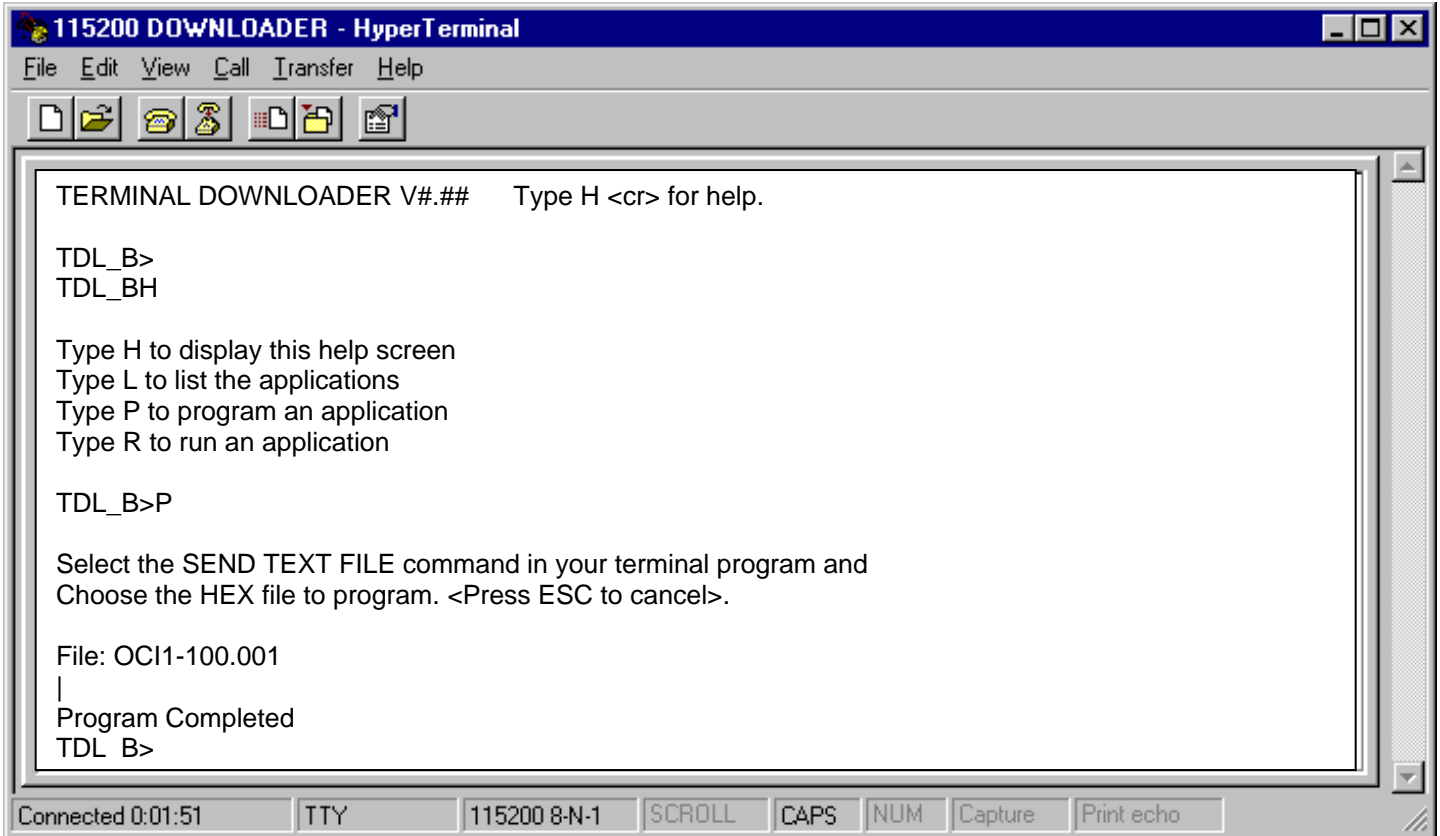 115200 DOWNLOADER - HyperTerminal
File Edit View Call Transfer Help
TERMINAL DOWNLOADER V#.## Type H <cr> for help.
TDL_B>
TDL_BH
Type H to display this help screen
Type L to list the applications
Type P to program an application
Type R to run an application
TDL_B>P
Select the SEND TEXT FILE command in your terminal program and
Choose the HEX file to program. <Press ESC to cancel>.
File: OCI1-100.001
|
Program Completed
TDL B>
Connected 0:01:51 TTY 115200 8-N-1 SCROLL CAPS NUM Capture Print echo